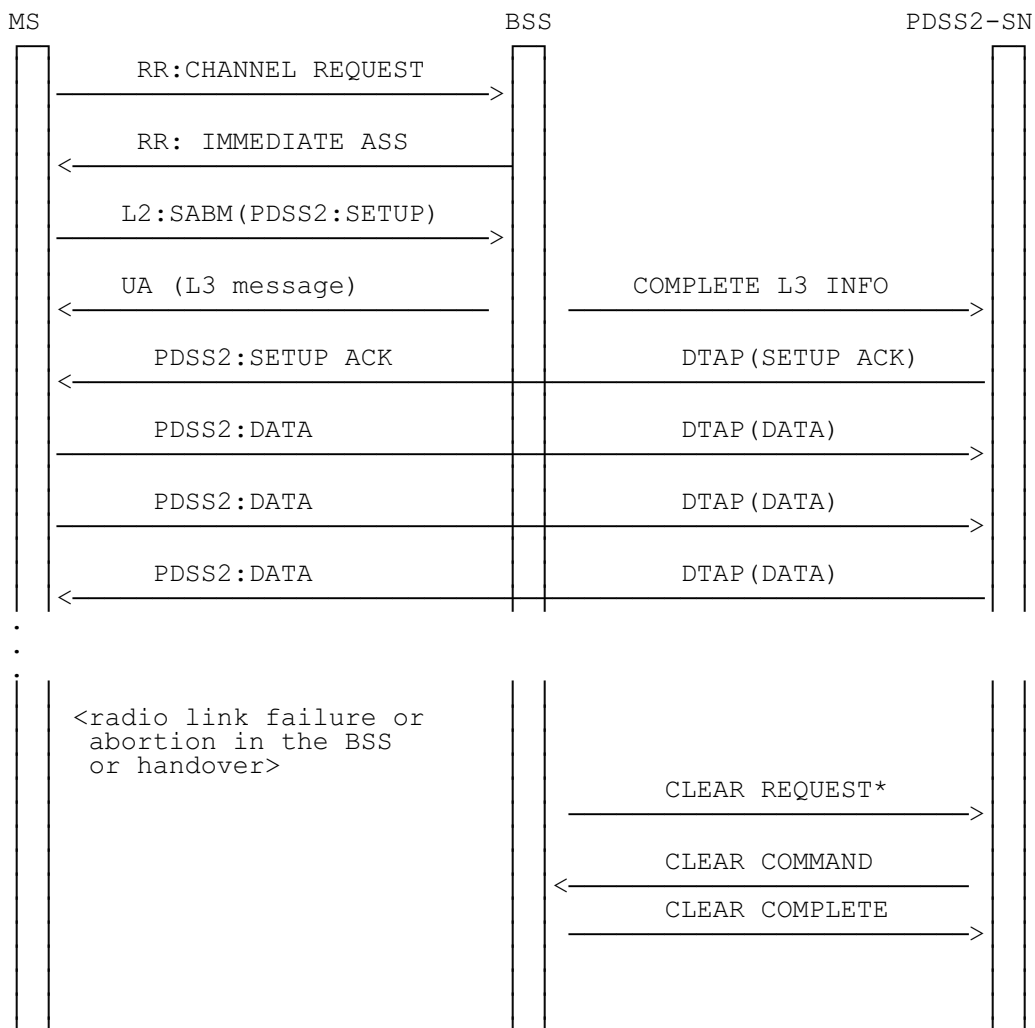 MS BSS PDSS2-SN
RR:CHANNEL REQUEST
RR: IMMEDIATE ASS
L2:SABM(PDSS2:SETUP)
UA (L3 message) COMPLETE L3 INFO
PDSS2:SETUP ACK DTAP(SETUP ACK)
PDSS2:DATA DTAP(DATA)
PDSS2:DATA DTAP(DATA)
PDSS2:DATA DTAP(DATA)
.
.
.
<radio link failure or
abortion in the BSS
or handover>
CLEAR REQUEST*
CLEAR COMMAND
CLEAR COMPLETE